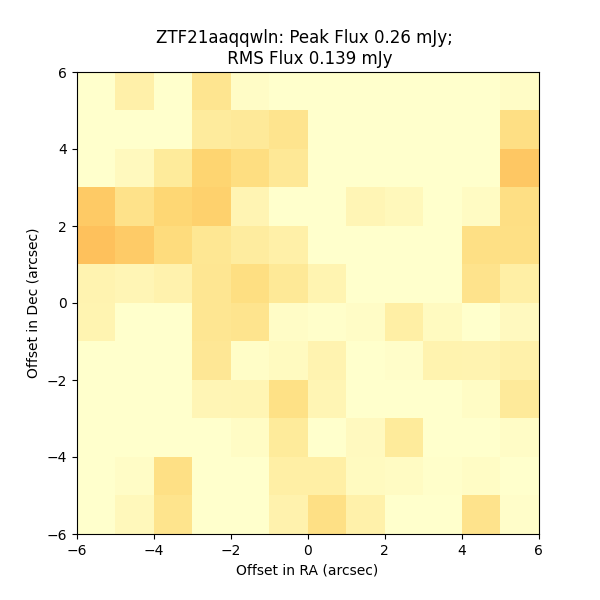 ZTF21aaqqwln: Peak Flux 0.26 mJy;
RMS Flux 0.139 mJy
6
4
2
0
−2
−4
−6
Offset in Dec (arcsec)
−6 −4 −2 0 2 4 6
Offset in RA (arcsec)